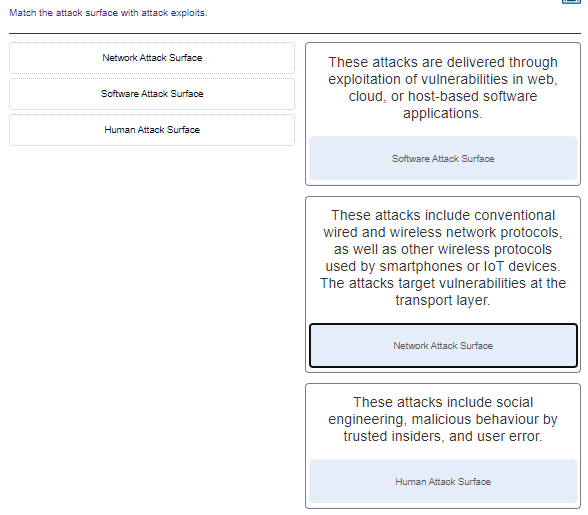 Match the attack surface with attack exploits.
Network Attack Surface
Software Attack Surface
Human Attack Surface
These attacks are delivered through
exploitation of vulnerabilities in web,
cloud, or host-based software
applications.
Software Attack Surface
These attacks include conventional
wired and wireless network protocols,
as well as other wireless protocols
used by smartphones or IoT devices.
The attacks target vulnerabilities at the
transport layer.
Network Attack Surface
These attacks include social
engineering, malicious behaviour by
trusted insiders, and user error.
Human Attack Surface